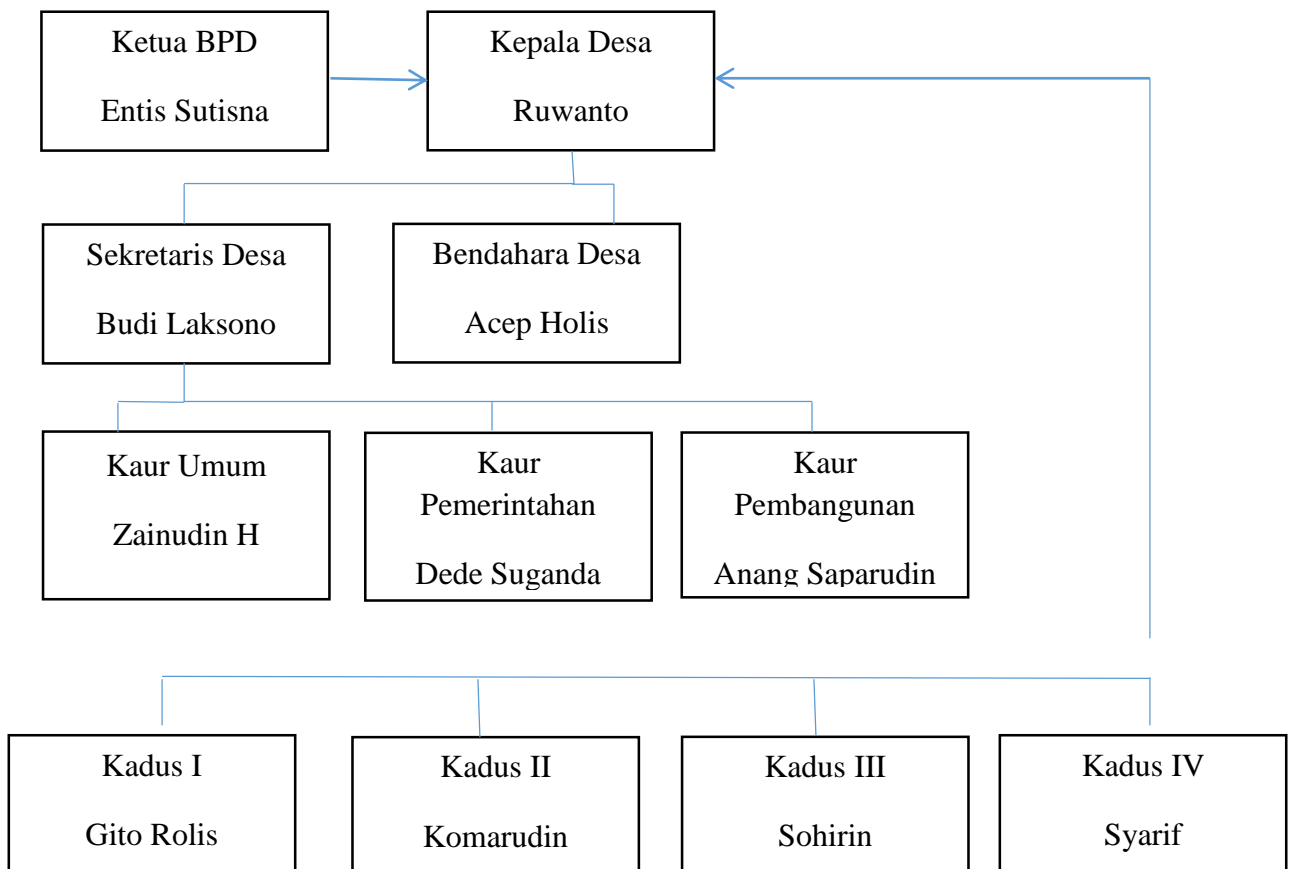 Ketua BPD
Entis Sutisna
Kepala Desa
Ruwanto
Sekretaris Desa
Budi Laksono
Bendahara Desa
Acep Holis
Kaur Umum
Zainudin H
Kaur
Pemerintahan
Dede Suganda
Kaur
Pembangunan
Anang Saparudin
Kadus I
Gito Rolis
Kadus II
Komarudin
Kadus III
Sohirin
Kadus IV
Syarif